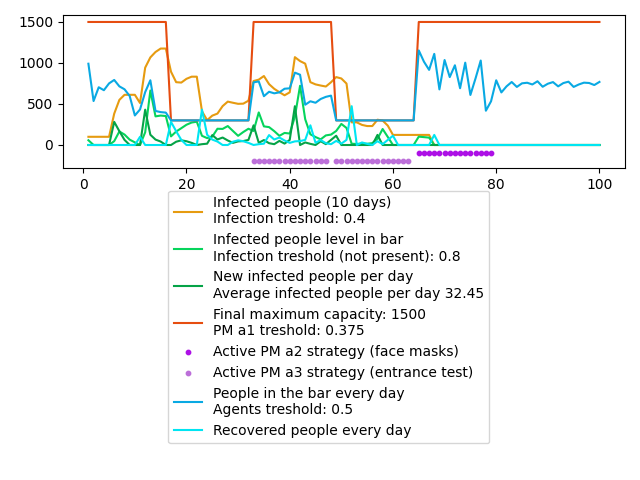 1500
1000
500
0
0 20 40 60 80 100
Infected people (10 days)
Infection treshold: 0.4
Infected people level in bar
Infection treshold (not present): 0.8
New infected people per day
Average infected people per day 32.45
Final maximum capacity: 1500
PM a1 treshold: 0.375
Active PM a2 strategy (face masks)
Active PM a3 strategy (entrance test)
People in the bar every day
Agents treshold: 0.5
Recovered people every day